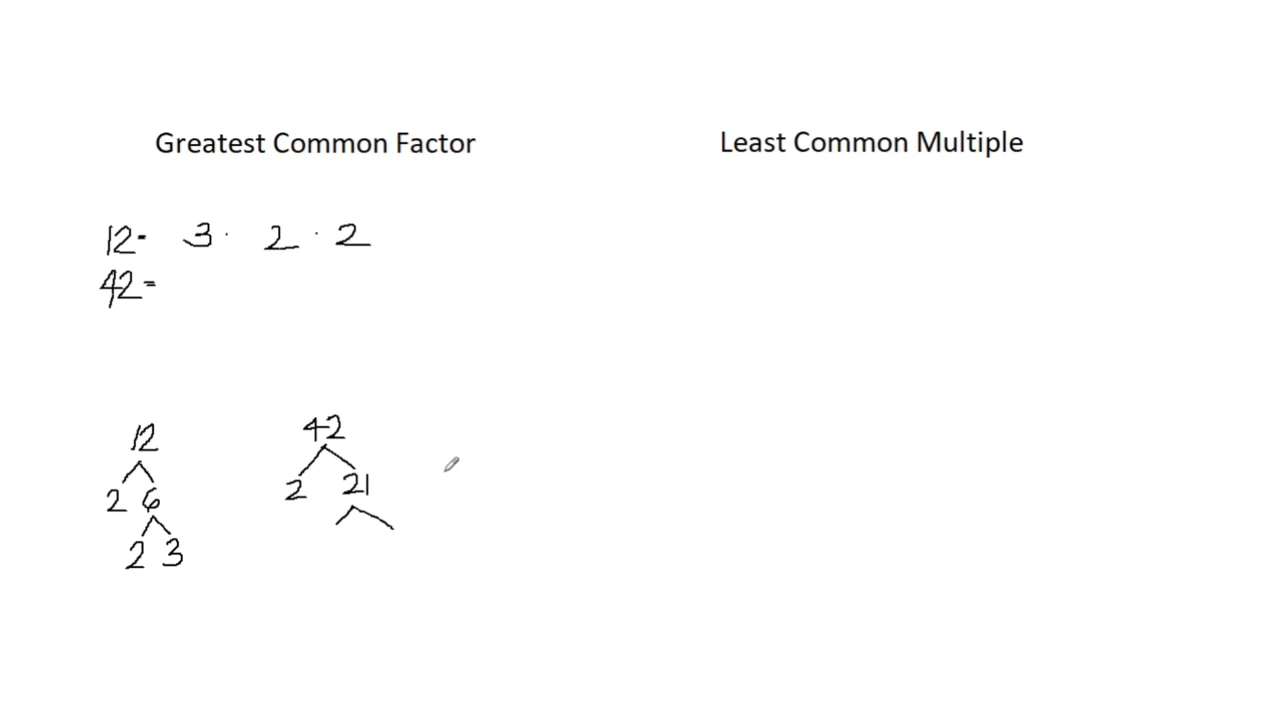 Greatest Common Factor
Least Common Multiple
12= 3 · 2 · 2
42=
12
2 6
2 3
42
2 21